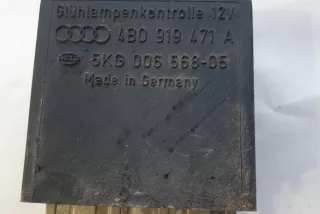 Glühlampenkontrolle 12V
4B0 919 471 A
5KG 006 568-05
Made in Germany